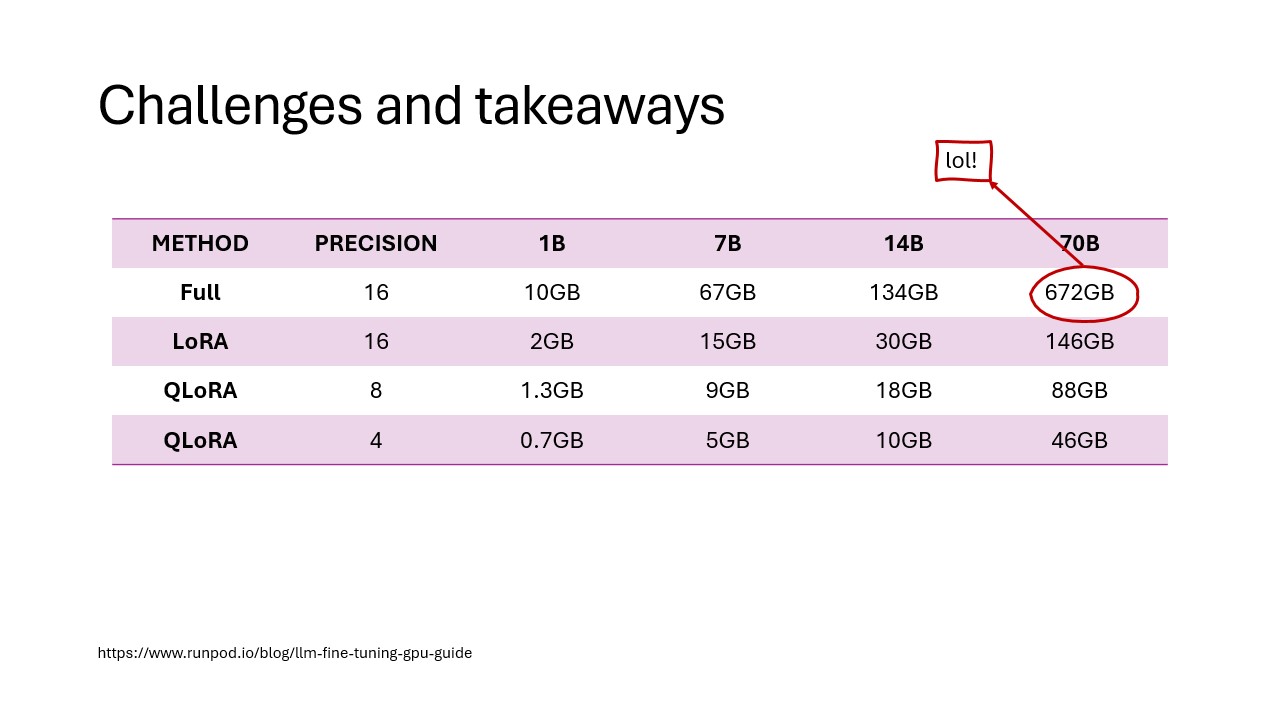 Challenges and takeaways
lol!
METHOD PRECISION 1B 7B 14B 70B
Full 16 10GB 67GB 134GB 672GB
LoRA 16 2GB 15GB 30GB 146GB
QLoRA 8 1.3GB 9GB 18GB 88GB
QLoRA 4 0.7GB 5GB 10GB 46GB
https://www.runpod.io/blog/llm-fine-tuning-gpu-guide